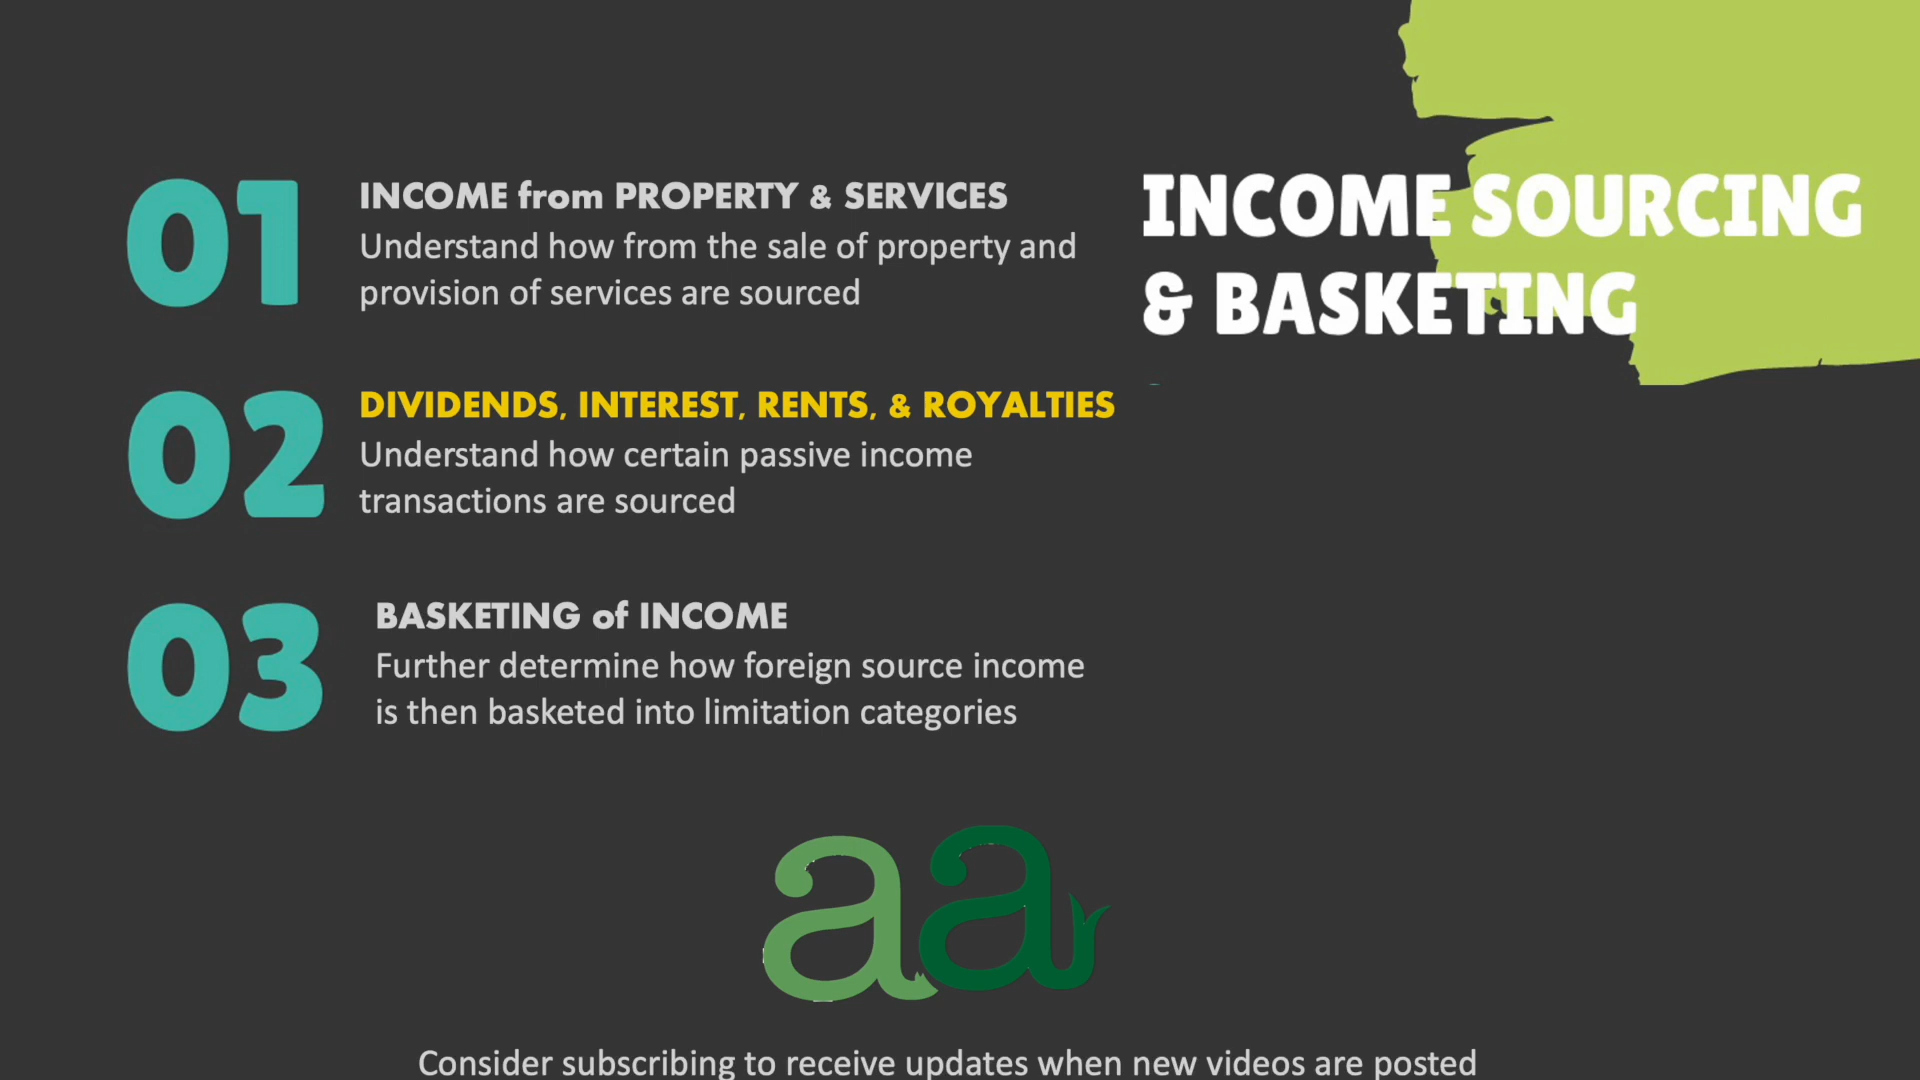 INCOME SOURCING
& BASKETING
01
INCOME from PROPERTY & SERVICES
Understand how from the sale of property and
provision of services are sourced
02
DIVIDENDS, INTEREST, RENTS, & ROYALTIES
Understand how certain passive income
transactions are sourced
03
BASKETING of INCOME
Further determine how foreign source income
is then basketed into limitation categories
aar
Consider subscribing to receive updates when new videos are posted